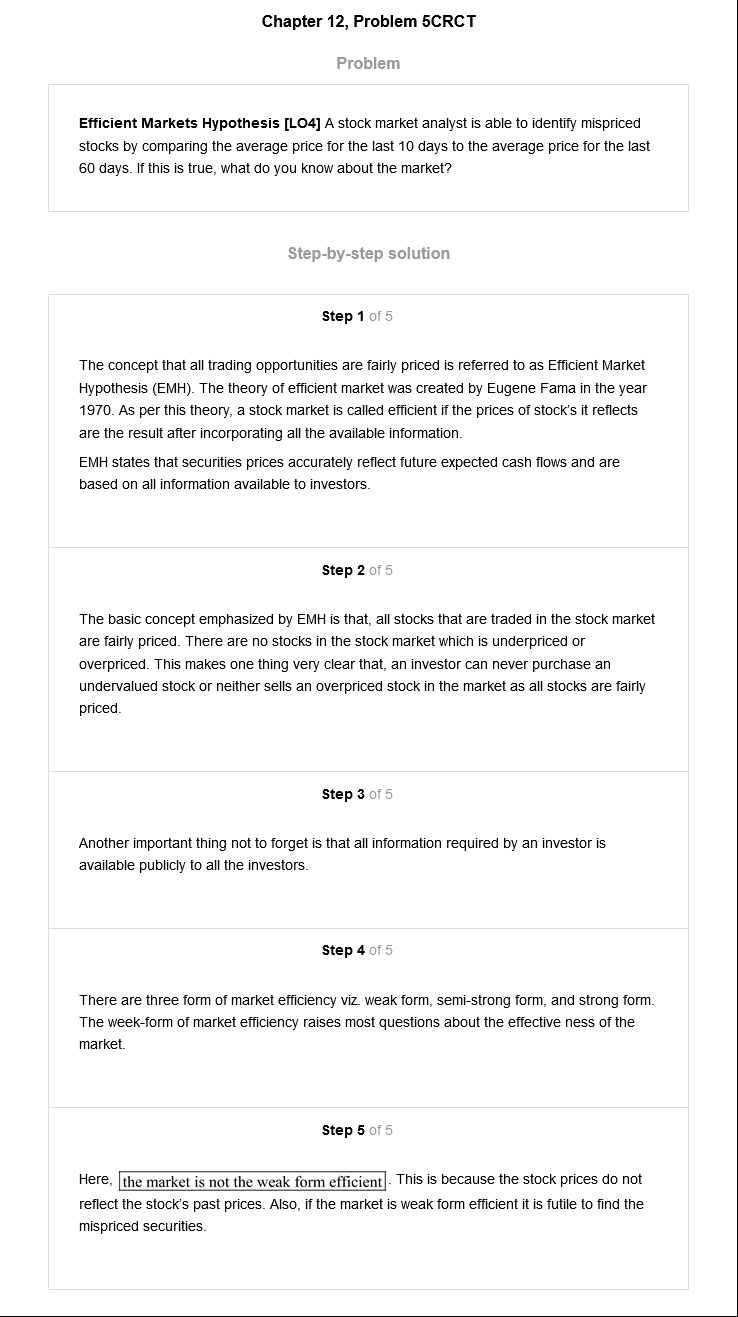 Chapter 12, Problem 5CRCT
Problem
Efficient Markets Hypothesis [LO4] A stock market analyst is able to identify mispriced
stocks by comparing the average price for the last 10 days to the average price for the last
60 days. If this is true, what do you know about the market?
Step-by-step solution
Step 1 of 5
The concept that all trading opportunities are fairly priced is referred to as Efficient Market
Hypothesis (EMH). The theory of efficient market was created by Eugene Fama in the year
1970. As per this theory, a stock market is called efficient if the prices of stock's it reflects
are the result after incorporating all the available information.
EMH states that securities prices accurately reflect future expected cash flows and are
based on all information available to investors.
Step 2 of 5
The basic concept emphasized by EMH is that, all stocks that are traded in the stock market
are fairly priced. There are no stocks in the stock market which is underpriced or
overpriced. This makes one thing very clear that, an investor can never purchase an
undervalued stock or neither sells an overpriced stock in the market as all stocks are fairly
priced.
Step 3 of 5
Another important thing not to forget is that all information required by an investor is
available publicly to all the investors.
Step 4 of 5
There are three form of market efficiency viz. weak form, semi-strong form, and strong form.
The week-form of market efficiency raises most questions about the effective ness of the
market.
Step 5 of 5
Here, the market is not the weak form efficient. This is because the stock prices do not
reflect the stock's past prices. Also, if the market is weak form efficient it is futile to find the
mispriced securities.